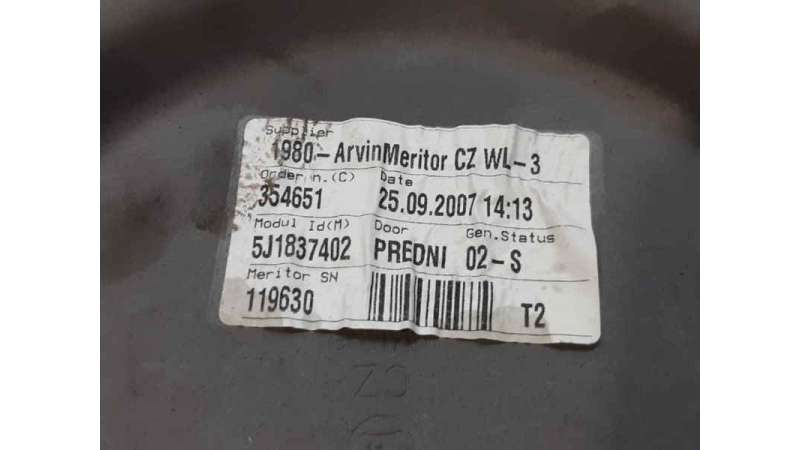 Supplier
1980-ArvinMeritor CZ WL-3
Order n.(C) Date
354651 25.09.2007 14:13
Modul Id(M) Door Gen.Status
5J1837402 PREDNI 02-S
Meritor SN
119630 T2
CZ